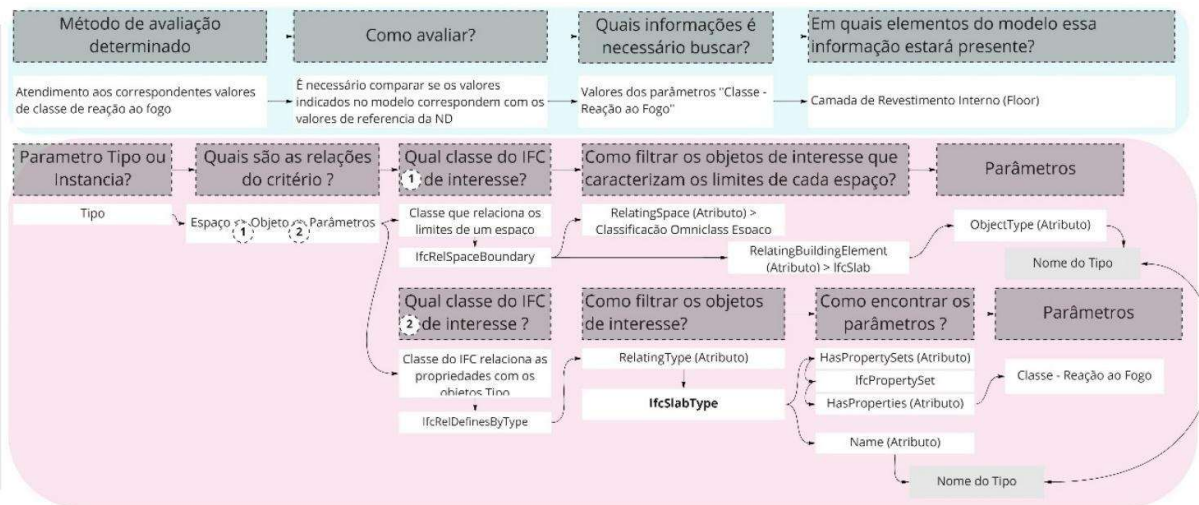 Método de avaliação
determinado
Como avaliar?
Quais informações é
necessário buscar?
Em quais elementos do modelo essa
informação estará presente?
Atendimento aos correspondentes valores
de classe de reação ao fogo
È necessário comparar se os valores
indicados no modelo correspondem com os
valores de referencia da ND
Valores dos parâmetros "Classe -
Reação ao Fogo"
Camada de Revestimento Interno (Floor)
Parametro Tipo ou
Instancia?
Quais são as relações
do critério ?
Qual classe do IFC
1 de interesse?
Como filtrar os objetos de interesse que
caracterizam os limites de cada espaço?
Parâmetros
Tipo
Espaço Objeto Parâmetros
1 2
Classe que relaciona os
limites de um espaço
IfcRelSpaceBoundary
RelatingSpace (Atributo) >
Classificação Omniclass Espaço
RelatingBuildingElement
(Atributo) > IfcSlab
ObjectType (Atributo)
Nome do Tipo
Qual classe do IFC
2 de interesse ?
Como filtrar os objetos
de interesse?
Como encontrar os
parâmetros ?
Parâmetros
Classe do IFC relaciona as
propriedades com os
objetos Tipo
IfcRelDefinesByType
RelatingType (Atributo)
IfcSlabType
HasPropertySets (Atributo)
IfcPropertySet
HasProperties (Atributo)
Classe - Reação ao Fogo
Name (Atributo)
Nome do Tipo